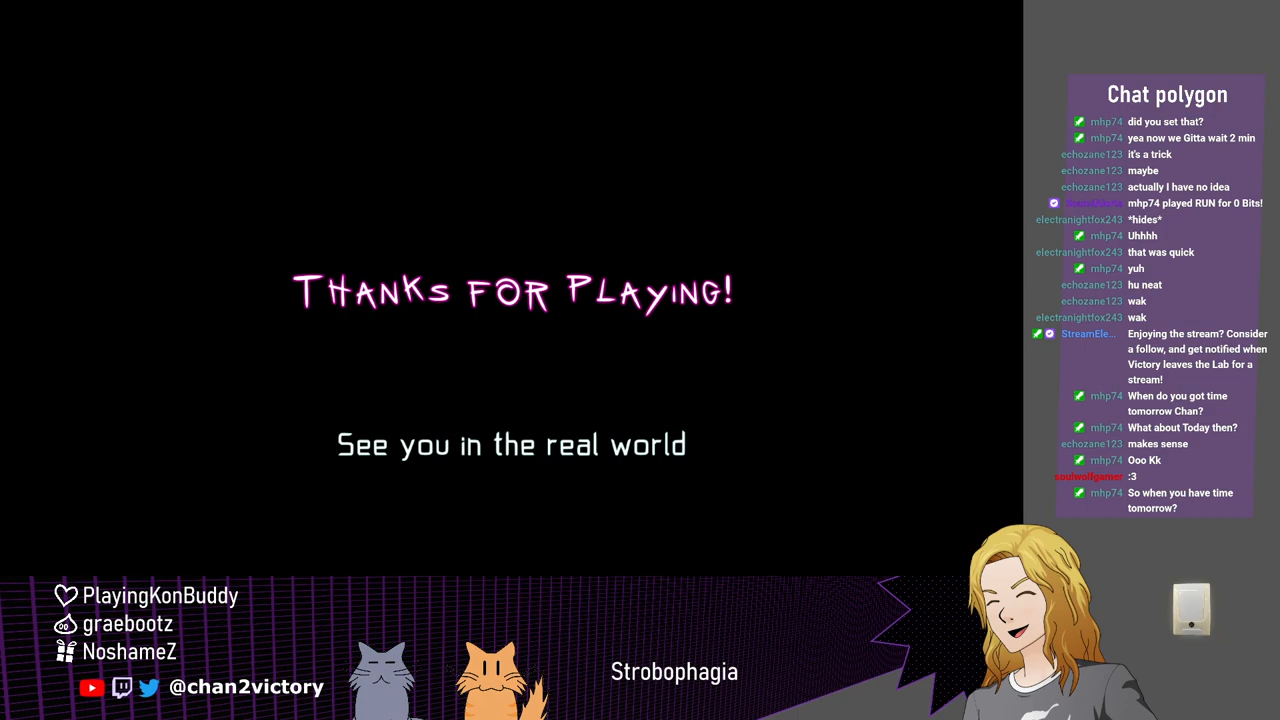 THANKS FOR PLAYING!
See you in the real world
Chat polygon
mhp74 did you set that?
mhp74 yea now we Gitta wait 2 min
echozane123 it's a trick
echozane123 maybe
echozane123 actually I have no idea
mhp74 played RUN for 0 Bits!
electranightfox243 *hides*
mhp74 Uhhhh
electranightfox243 that was quick
mhp74 yuh
echozane123 hu neat
echozane123 wak
electranightfox243 wak
StreamEle... Enjoying the stream? Consider
a follow, and get notified when
Victory leaves the Lab for a
stream!
mhp74 When do you got time
tomorrow Chan?
mhp74 What about Today then?
echozane123 makes sense
mhp74 Ooo Kk
soulwolfgamer :3
mhp74 So when you have time
tomorrow?
PlayingKonBuddy
graebootz
NoshameZ
@chan2victory
Strobophagia